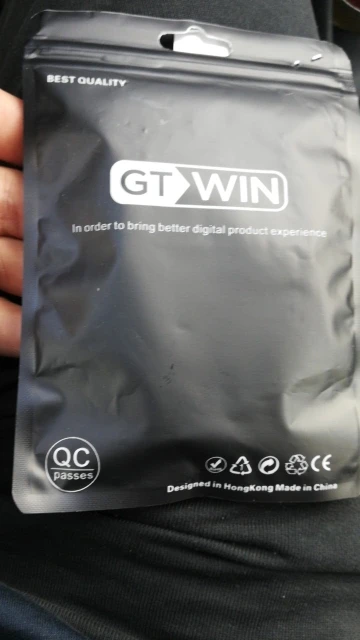 BEST QUALITY
GT WIN
In order to bring better digital product experience
QC
passes
CE
Designed in HongKong Made in China